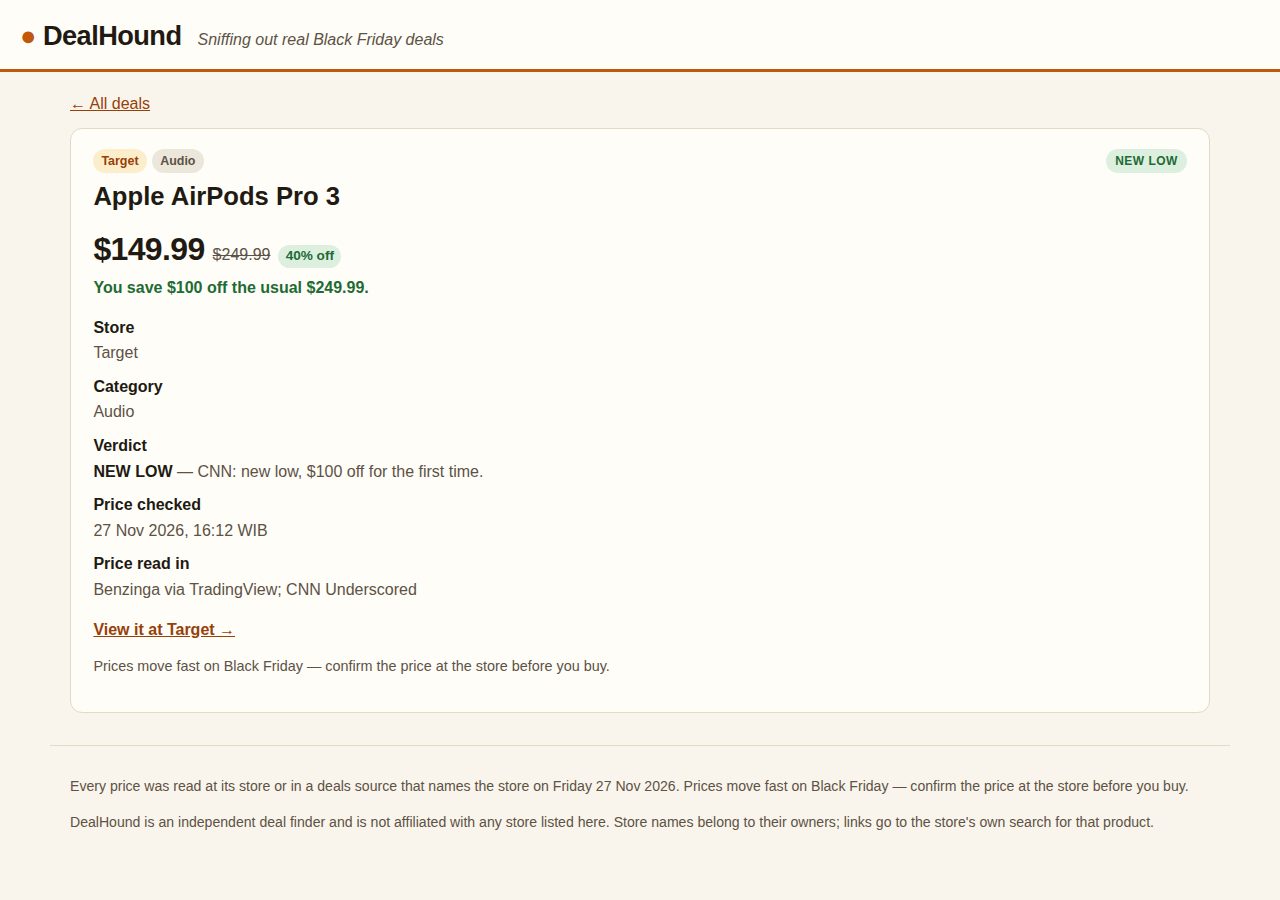 DealHound Sniffing out real Black Friday deals
← All deals
Target Audio NEW LOW
Apple AirPods Pro 3
$149.99 $249.99 40% off
You save $100 off the usual $249.99.
Store
Target
Category
Audio
Verdict
NEW LOW — CNN: new low, $100 off for the first time.
Price checked
27 Nov 2026, 16:12 WIB
Price read in
Benzinga via TradingView; CNN Underscored
View it at Target →
Prices move fast on Black Friday — confirm the price at the store before you buy.
Every price was read at its store or in a deals source that names the store on Friday 27 Nov 2026. Prices move fast on Black Friday — confirm the price at the store before you buy.
DealHound is an independent deal finder and is not affiliated with any store listed here. Store names belong to their owners; links go to the store's own search for that product.